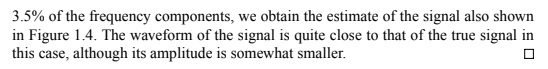 3.5% of the frequency components, we obtain the estimate of the signal also shown
in Figure 1.4. The waveform of the signal is quite close to that of the true signal in
this case, although its amplitude is somewhat smaller. □